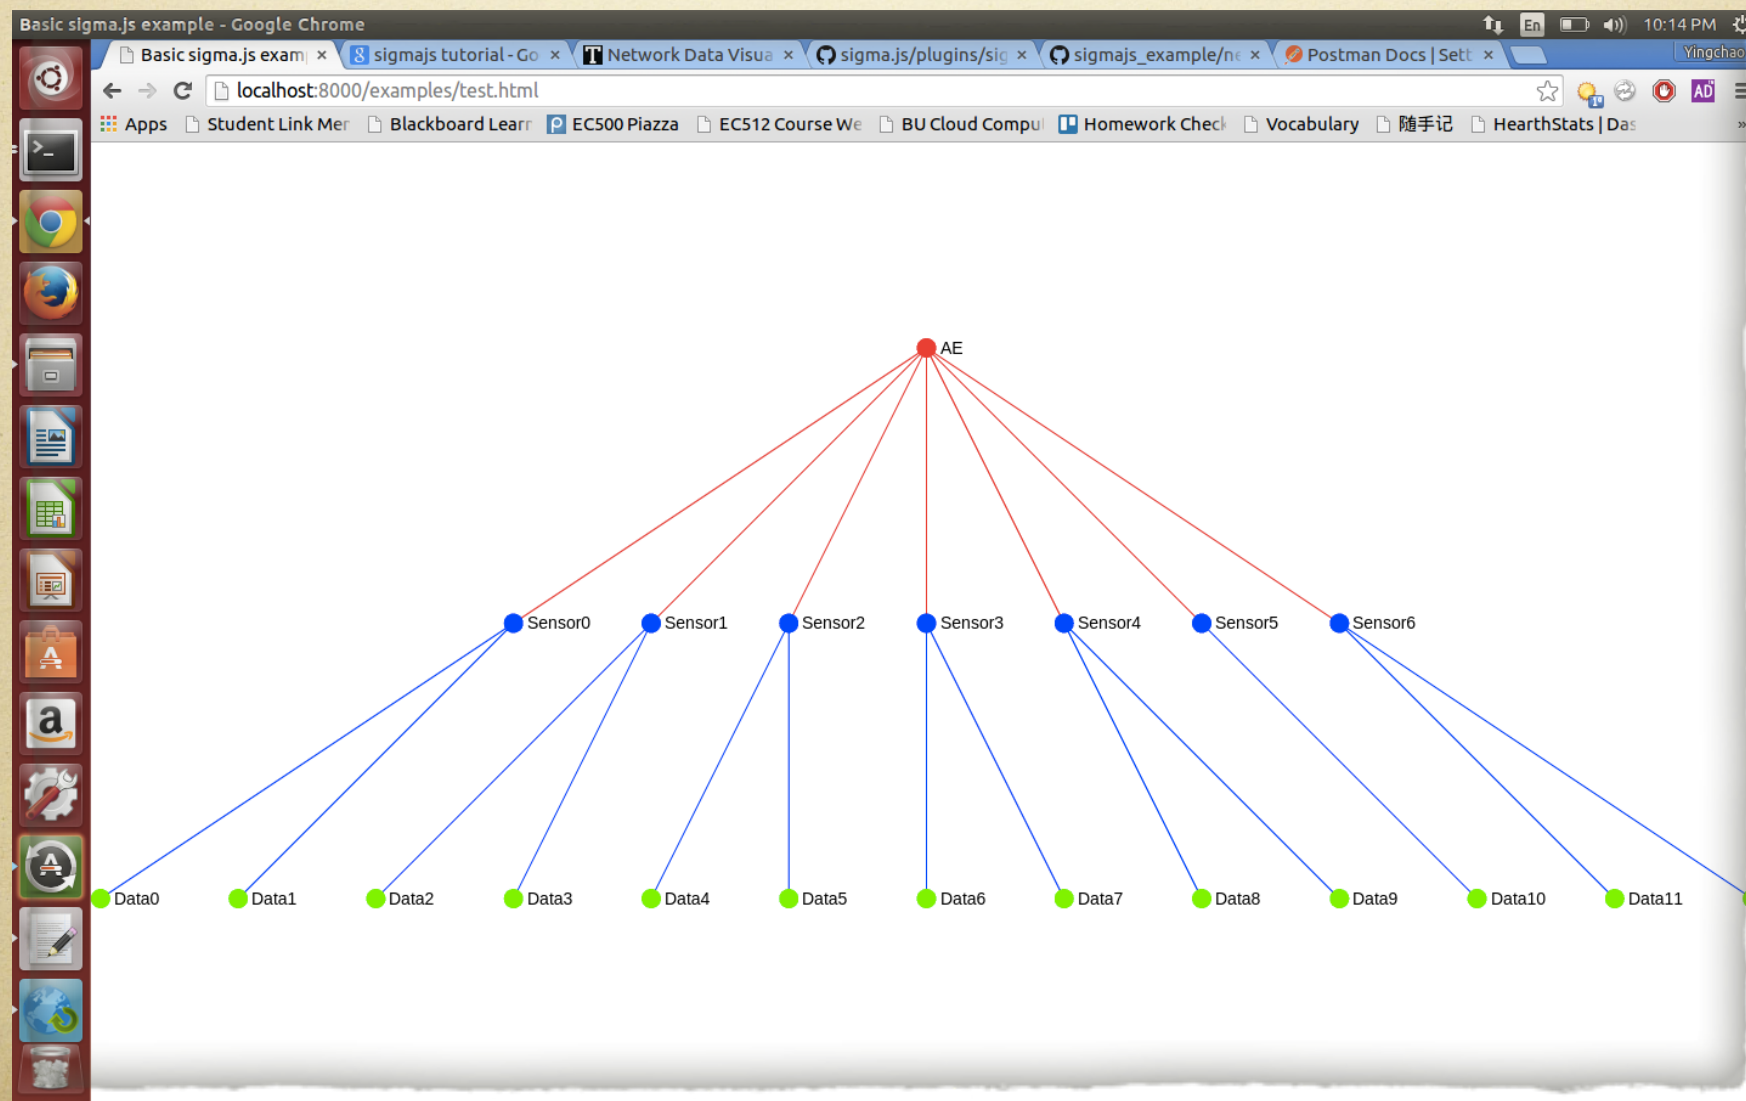 Basic sigma.js example - Google Chrome
En 10:14 PM
Basic sigma.js exam × sigmajs tutorial - Go × Network Data Visua × sigma.js/plugins/sig × sigmajs_example/ne × Postman Docs | Sett × Yingchao
localhost:8000/examples/test.html
Apps Student Link Mer Blackboard Learr EC500 Piazza EC512 Course We BU Cloud Comput Homework Check Vocabulary 随手记 HearthStats | Das »
AE
Sensor0 Sensor1 Sensor2 Sensor3 Sensor4 Sensor5 Sensor6
Data0 Data1 Data2 Data3 Data4 Data5 Data6 Data7 Data8 Data9 Data10 Data11